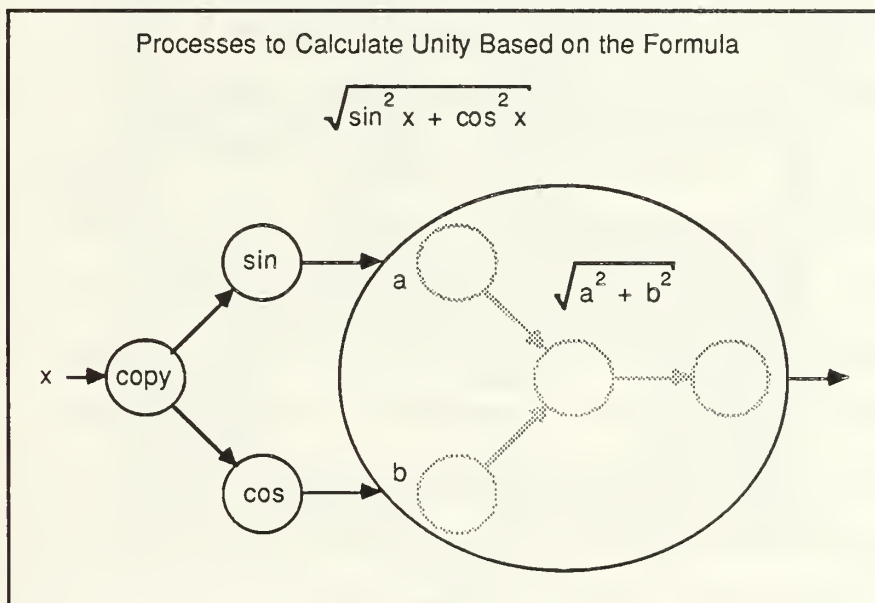 Processes to Calculate Unity Based on the Formula
√sin² x + cos² x
sin
a
√a² + b²
x
copy
b
cos